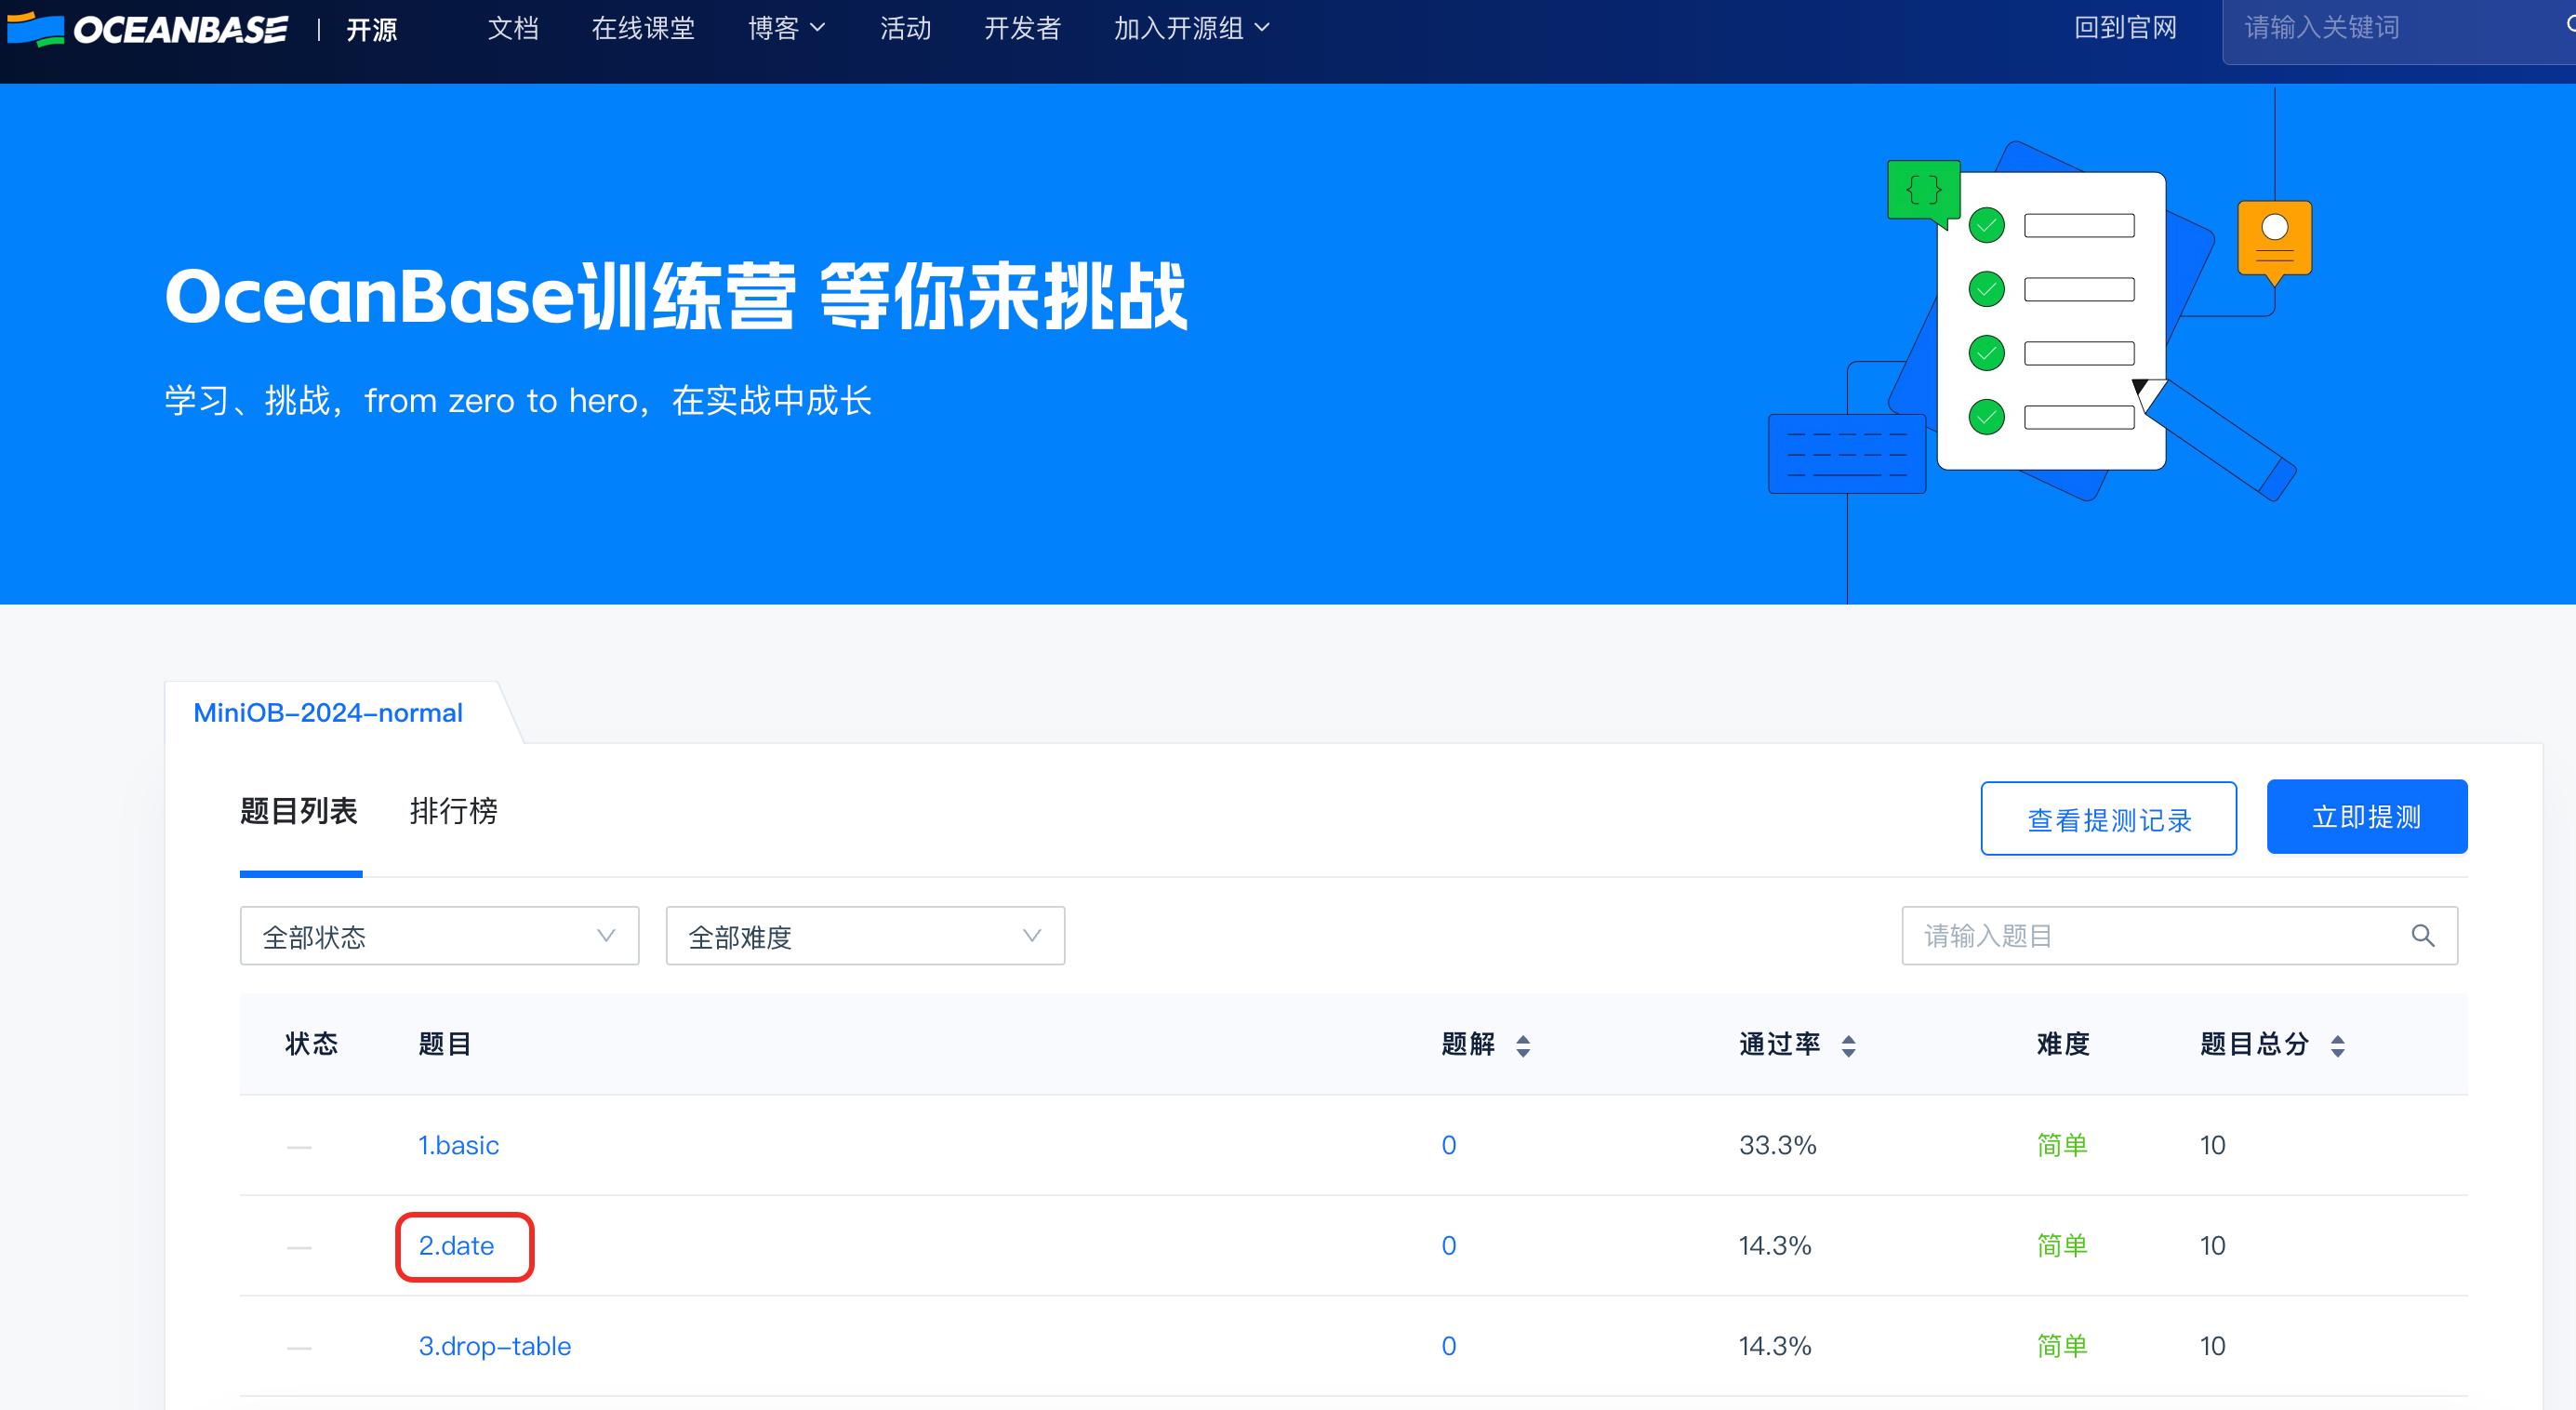 OCEANBASE | 开源 文档 在线课堂 博客 活动 开发者 加入开源组 回到官网 请输入关键词
{}
OceanBase训练营 等你来挑战
学习、挑战，from zero to hero，在实战中成长
MiniOB-2024-normal
题目列表 排行榜 查看提测记录 立即提测
全部状态 全部难度 请输入题目
状态 题目 题解 通过率 难度 题目总分
— 1.basic 0 33.3% 简单 10
— 2.date 0 14.3% 简单 10
— 3.drop-table 0 14.3% 简单 10